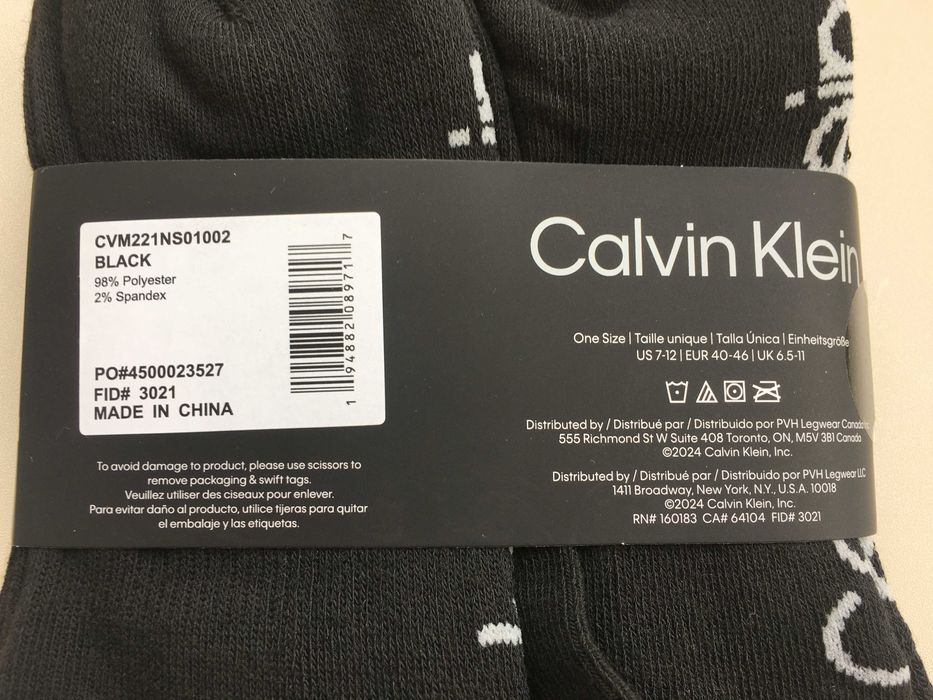 CVM221NS01002
BLACK
98% Polyester
2% Spandex
PO#4500023527
FID# 3021
MADE IN CHINA
1 94882 08971 7
To avoid damage to product, please use scissors to
remove packaging & swift tags.
Veuillez utiliser des ciseaux pour enlever.
Para evitar daño al producto, utilice tijeras para quitar
el embalaje y las etiquetas.
Calvin Klein
One Size | Taille unique | Talla Única | Einheitsgröße
US 7-12 | EUR 40-46 | UK 6.5-11
Distributed by / Distribué par / Distribuido por PVH Legwear Canada
555 Richmond St W Suite 408 Toronto, ON, M5V 3B1 Canada
©2024 Calvin Klein, Inc.
Distributed by / Distribué par / Distribuido por PVH Legwear LLC
1411 Broadway, New York, N.Y., U.S.A. 10018
©2024 Calvin Klein, Inc.
RN# 160183 CA# 64104 FID# 3021